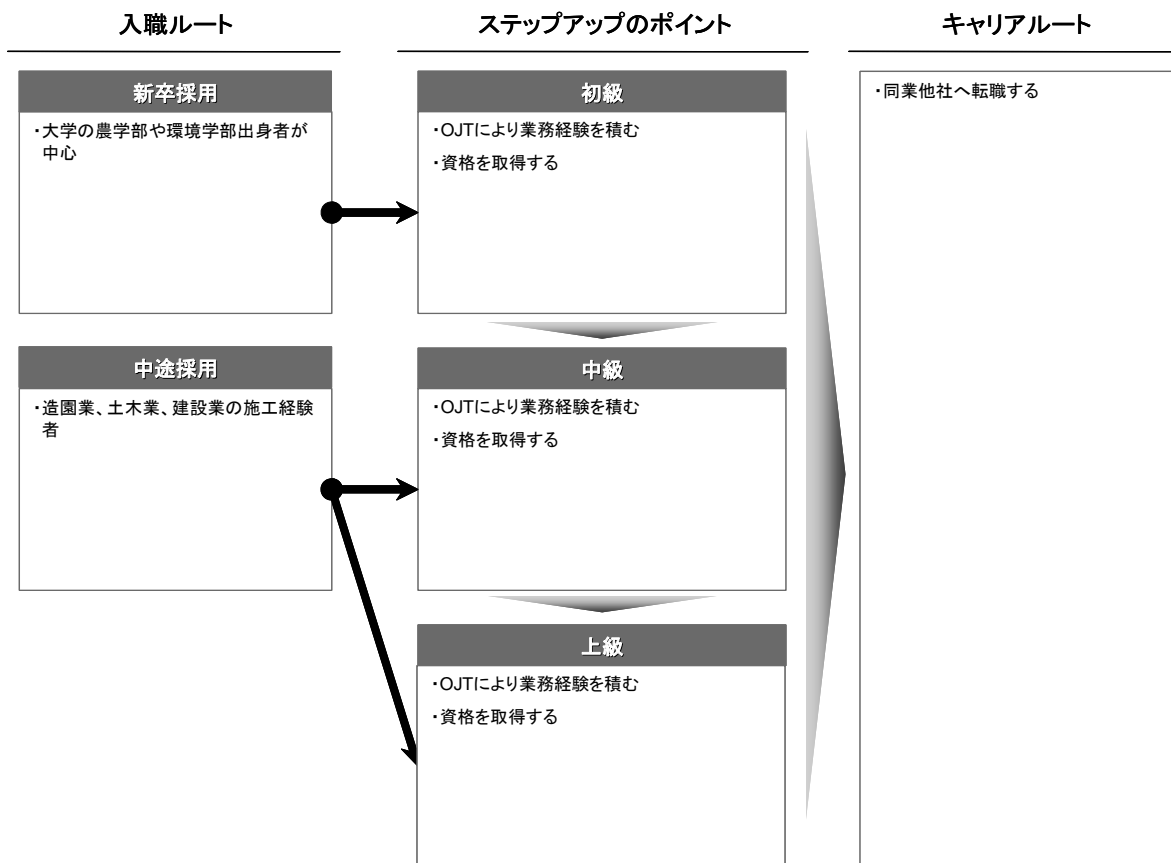 入職ルート
ステップアップのポイント
キャリアルート
新卒採用
・大学の農学部や環境学部出身者が
中心
初級
・OJTにより業務経験を積む
・資格を取得する
・同業他社へ転職する
中途採用
・造園業、土木業、建設業の施工経験
者
中級
・OJTにより業務経験を積む
・資格を取得する
上級
・OJTにより業務経験を積む
・資格を取得する